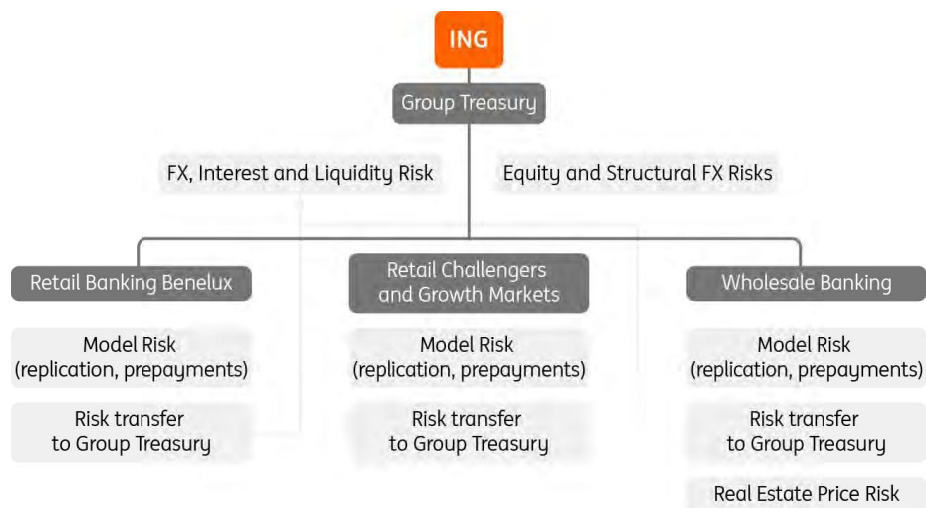 ING
Group Treasury
FX, Interest and Liquidity Risk
Equity and Structural FX Risks
Retail Banking Benelux
Retail Challengers
and Growth Markets
Wholesale Banking
Model Risk
(replication, prepayments)
Model Risk
(replication, prepayments)
Model Risk
(replication, prepayments)
Risk transfer
to Group Treasury
Risk transfer
to Group Treasury
Risk transfer
to Group Treasury
Real Estate Price Risk